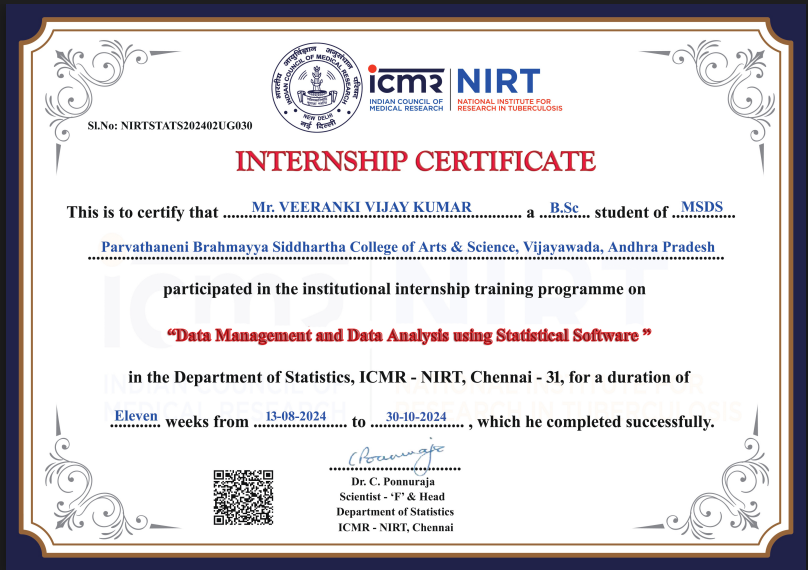 भारतीय आयुर्विज्ञान अनुसंधान परिषद
INDIAN COUNCIL OF MEDICAL RESEARCH
NEW DELHI
नई दिल्ली
icmr
INDIAN COUNCIL OF
MEDICAL RESEARCH
NIRT
NATIONAL INSTITUTE FOR
RESEARCH IN TUBERCULOSIS
Sl.No: NIRTSTATS202402UG030
INTERNSHIP CERTIFICATE
This is to certify that Mr. VEERANKI VIJAY KUMAR a B.Sc student of MSDS
Parvathaneni Brahmayya Siddhartha College of Arts & Science, Vijayawada, Andhra Pradesh
participated in the institutional internship training programme on
“Data Management and Data Analysis using Statistical Software ”
in the Department of Statistics, ICMR - NIRT, Chennai - 31, for a duration of
Eleven weeks from 13-08-2024 to 30-10-2024 , which he completed successfully.
C Ponnuraja
Dr. C. Ponnuraja
Scientist - ‘F’ & Head
Department of Statistics
ICMR - NIRT, Chennai